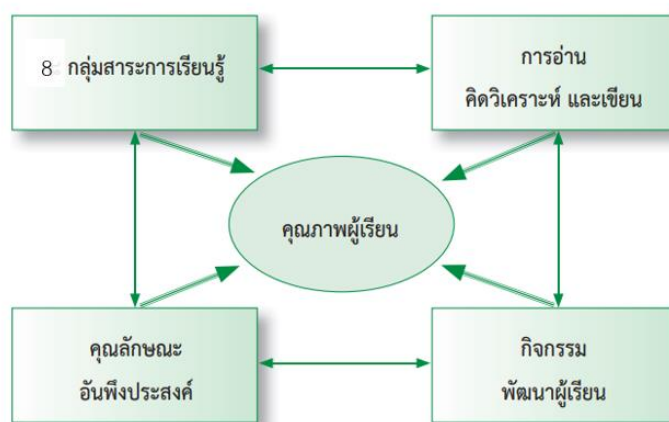 8 กลุ่มสาระการเรียนรู้
การอ่าน
คิดวิเคราะห์ และเขียน
คุณภาพผู้เรียน
คุณลักษณะ
อันพึงประสงค์
กิจกรรม
พัฒนาผู้เรียน